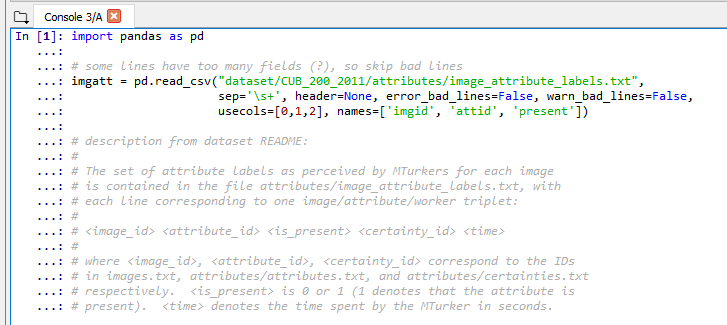 Console 3/A
In [1]: import pandas as pd
...:
...: # some lines have too many fields (?), so skip bad lines
...: imgatt = pd.read_csv("dataset/CUB_200_2011/attributes/image_attribute_labels.txt",
...: sep='\s+', header=None, error_bad_lines=False, warn_bad_lines=False,
...: usecols=[0,1,2], names=['imgid', 'attid', 'present'])
...:
...: # description from dataset README:
...: #
...: # The set of attribute labels as perceived by MTurkers for each image
...: # is contained in the file attributes/image_attribute_labels.txt, with
...: # each line corresponding to one image/attribute/worker triplet:
...: #
...: # <image_id> <attribute_id> <is_present> <certainty_id> <time>
...: #
...: # where <image_id>, <attribute_id>, <certainty_id> correspond to the IDs
...: # in images.txt, attributes/attributes.txt, and attributes/certainties.txt
...: # respectively.  <is_present> is 0 or 1 (1 denotes that the attribute is
...: # present).  <time> denotes the time spent by the MTurker in seconds.